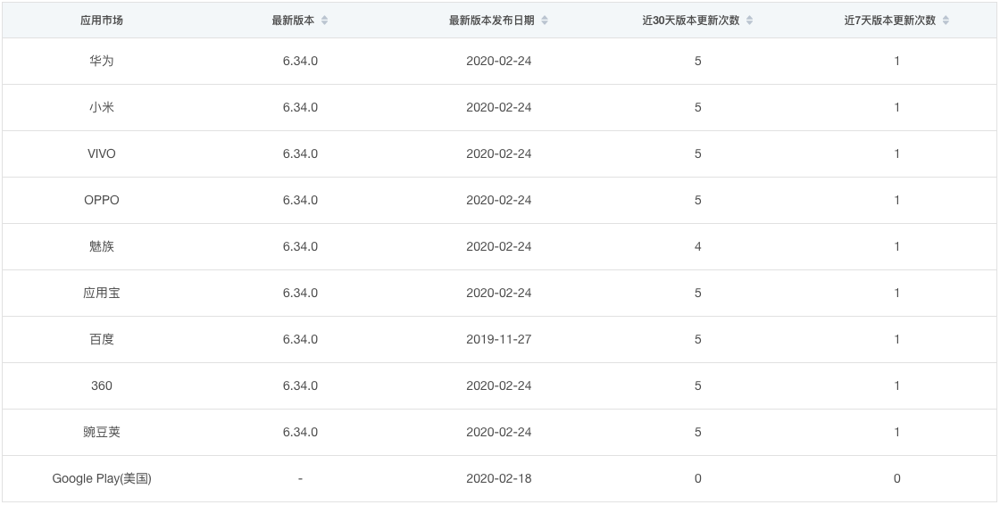 应用市场 最新版本 最新版本发布日期 近30天版本更新次数 近7天版本更新次数
华为 6.34.0 2020-02-24 5 1
小米 6.34.0 2020-02-24 5 1
VIVO 6.34.0 2020-02-24 5 1
OPPO 6.34.0 2020-02-24 5 1
魅族 6.34.0 2020-02-24 4 1
应用宝 6.34.0 2020-02-24 5 1
百度 6.34.0 2019-11-27 5 1
360 6.34.0 2020-02-24 5 1
豌豆荚 6.34.0 2020-02-24 5 1
Google Play(美国) - 2020-02-18 0 0